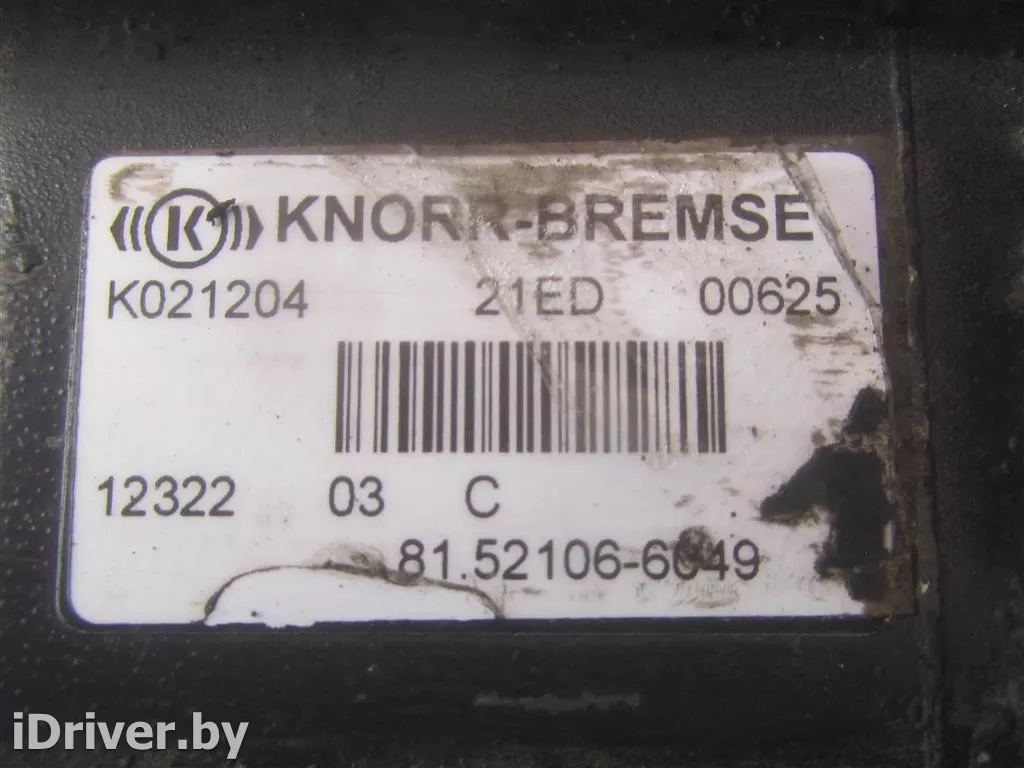 K KNORR-BREMSE
K021204 21ED 00625
12322 03 C
81.52106-6049
iDriver.by